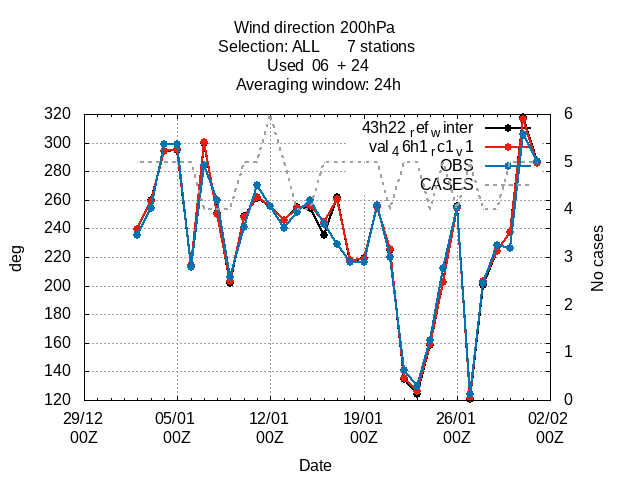 Wind direction 200hPa
Selection: ALL 7 stations
Used 06 + 24
Averaging window: 24h
320
300
280
260
240
220
200
180
160
140
120
deg
6
5
4
3
2
1
0
No cases
43h22refwinter
val46h1rc1v1
OBS
CASES
29/12 05/01 12/01 19/01 26/01 02/02
00Z 00Z 00Z 00Z 00Z 00Z
Date